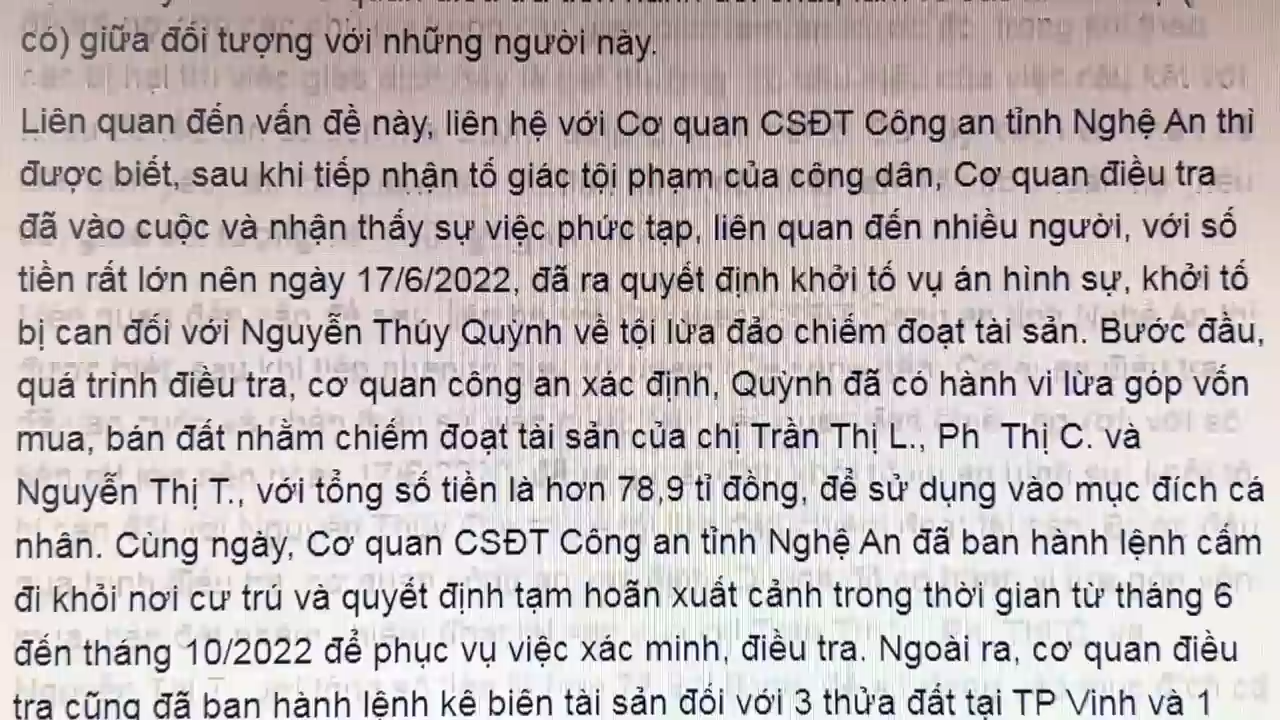 có) giữa đối tượng với những người này.
Liên quan đến vấn đề này, liên hệ với Cơ quan CSĐT Công an tỉnh Nghệ An thì
được biết, sau khi tiếp nhận tố giác tội phạm của công dân, Cơ quan điều tra
đã vào cuộc và nhận thấy sự việc phức tạp, liên quan đến nhiều người, với số
tiền rất lớn nên ngày 17/6/2022, đã ra quyết định khởi tố vụ án hình sự, khởi tố
bị can đối với Nguyễn Thúy Quỳnh về tội lừa đảo chiếm đoạt tài sản. Bước đầu,
quá trình điều tra, cơ quan công an xác định, Quỳnh đã có hành vi lừa góp vốn
mua, bán đất nhằm chiếm đoạt tài sản của chị Trần Thị L., Ph Thị C. và
Nguyễn Thị T., với tổng số tiền là hơn 78,9 tỉ đồng, để sử dụng vào mục đích cá
nhân. Cùng ngày, Cơ quan CSĐT Công an tỉnh Nghệ An đã ban hành lệnh cấm
đi khỏi nơi cư trú và quyết định tạm hoãn xuất cảnh trong thời gian từ tháng 6
đến tháng 10/2022 để phục vụ việc xác minh, điều tra. Ngoài ra, cơ quan điều
tra cũng đã ban hành lệnh kê biên tài sản đối với 3 thửa đất tại TP Vinh và 1